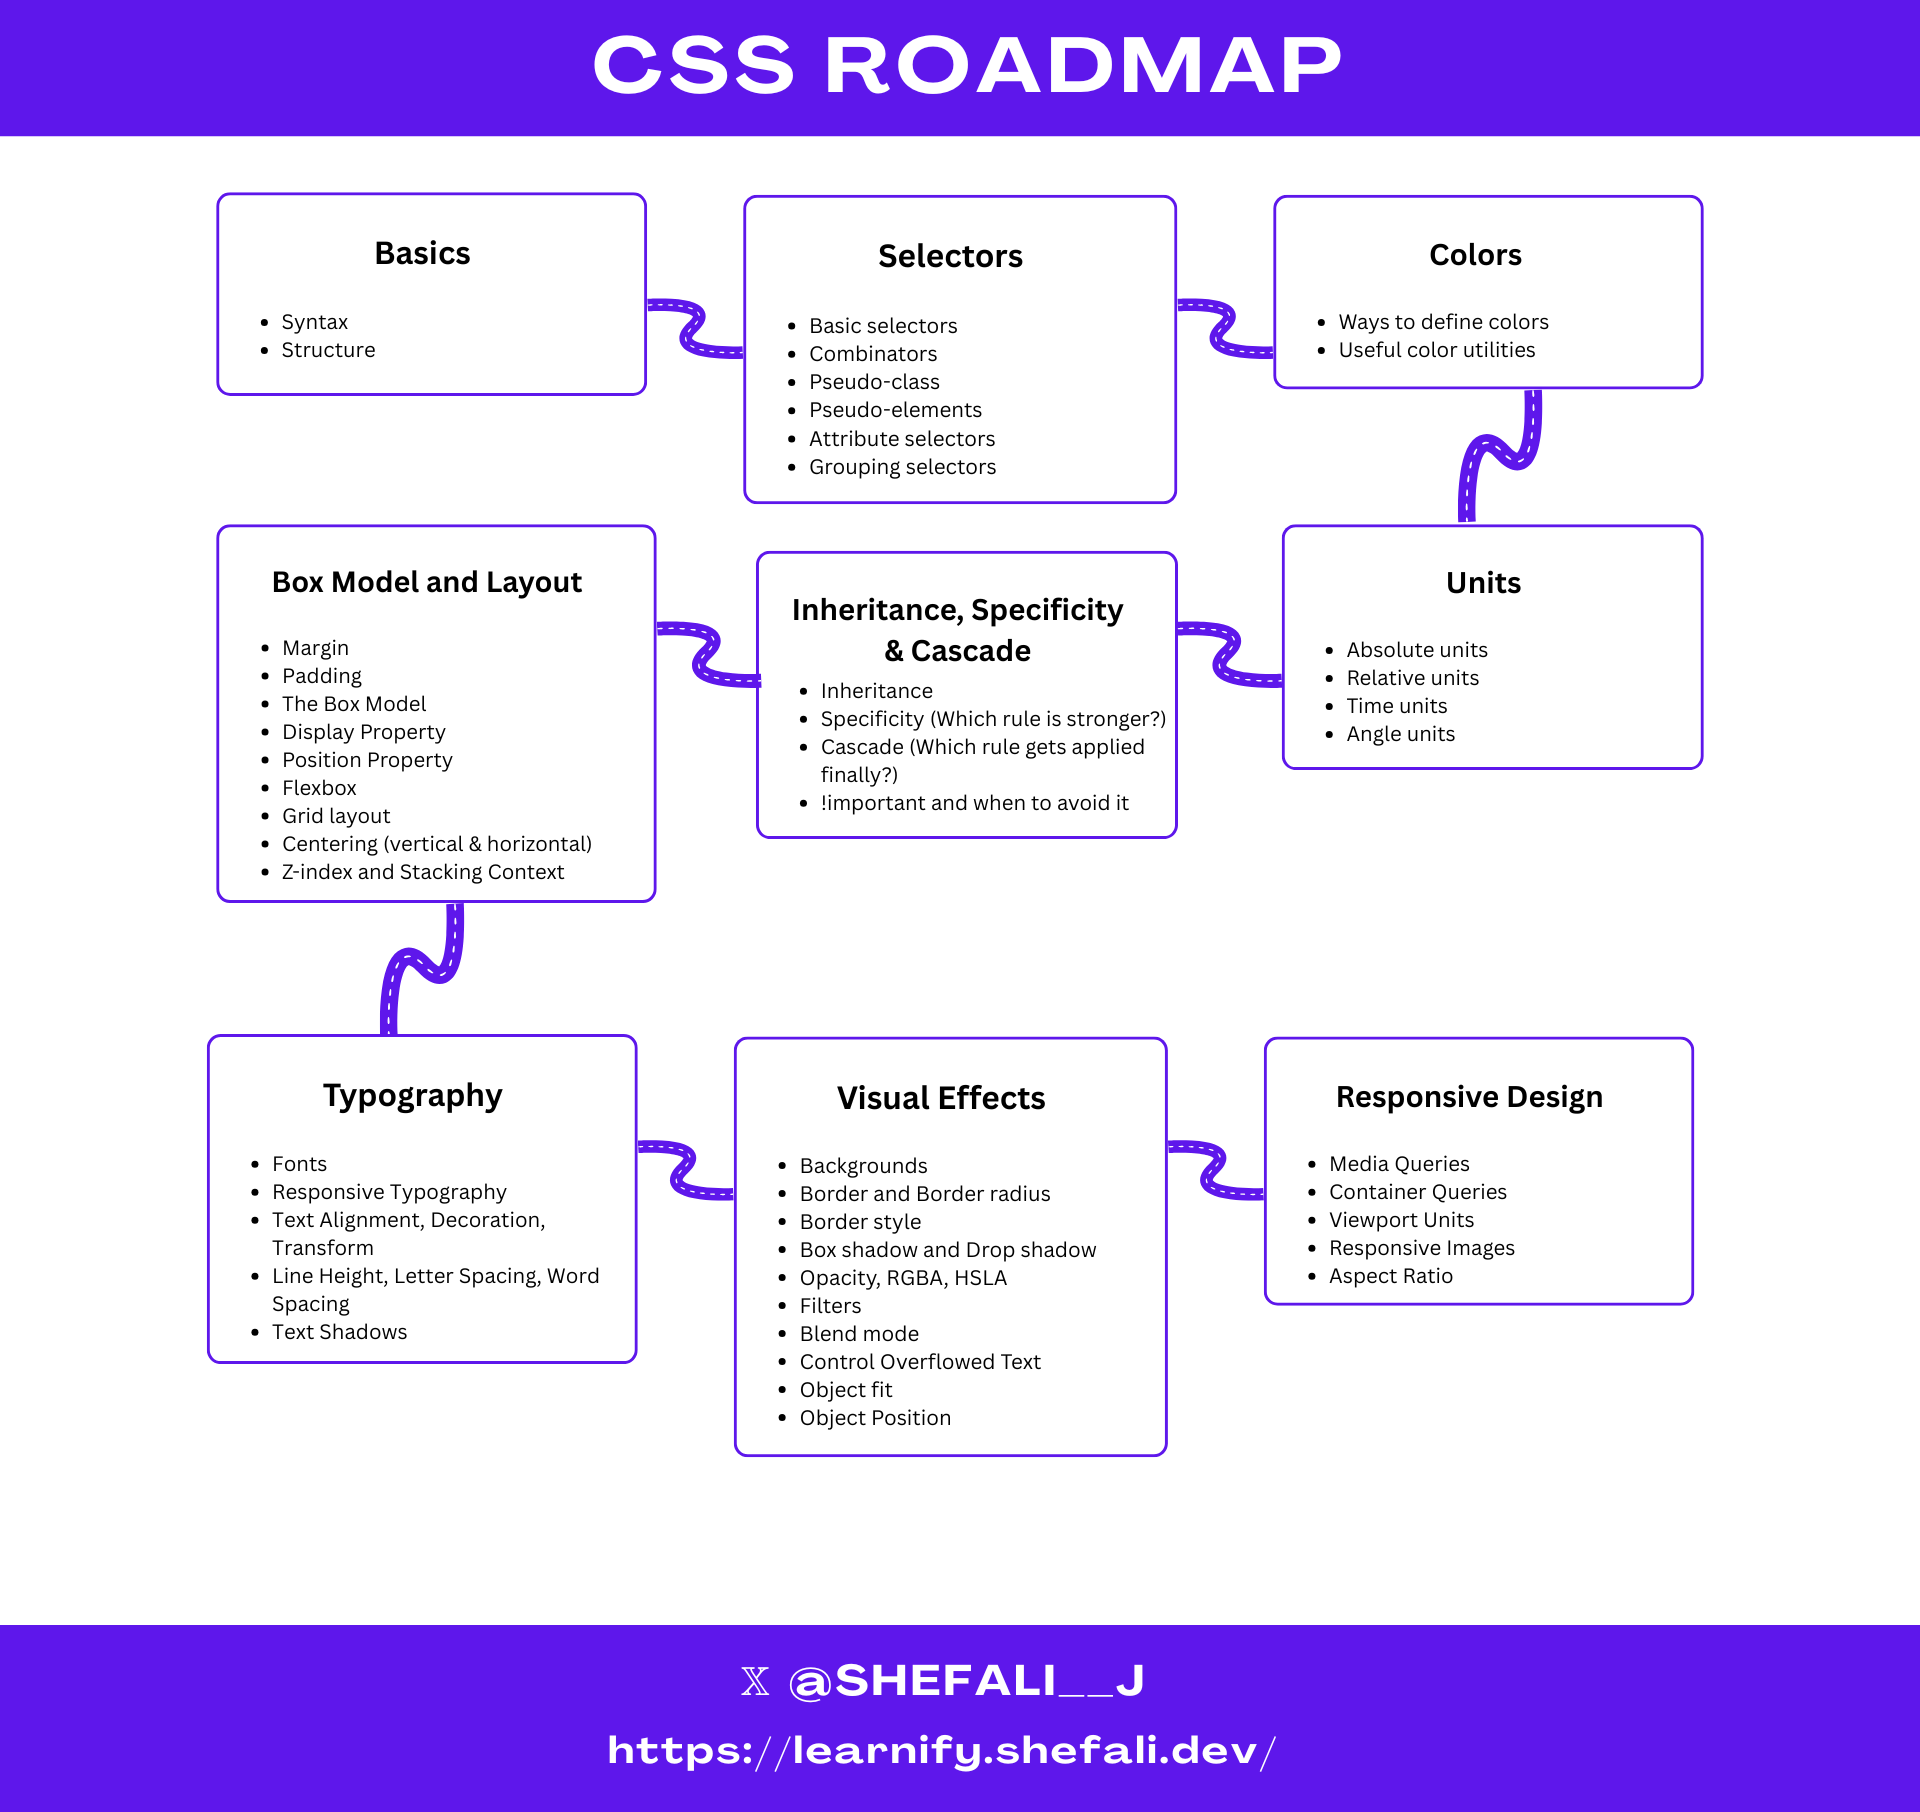 CSS ROADMAP
Basics
• Syntax
• Structure
Selectors
• Basic selectors
• Combinators
• Pseudo-class
• Pseudo-elements
• Attribute selectors
• Grouping selectors
Colors
• Ways to define colors
• Useful color utilities
Units
• Absolute units
• Relative units
• Time units
• Angle units
Inheritance, Specificity
& Cascade
• Inheritance
• Specificity (Which rule is stronger?)
• Cascade (Which rule gets applied
finally?)
• !important and when to avoid it
Box Model and Layout
• Margin
• Padding
• The Box Model
• Display Property
• Position Property
• Flexbox
• Grid layout
• Centering (vertical & horizontal)
• Z-index and Stacking Context
Typography
• Fonts
• Responsive Typography
• Text Alignment, Decoration,
Transform
• Line Height, Letter Spacing, Word
Spacing
• Text Shadows
Visual Effects
• Backgrounds
• Border and Border radius
• Border style
• Box shadow and Drop shadow
• Opacity, RGBA, HSLA
• Filters
• Blend mode
• Control Overflowed Text
• Object fit
• Object Position
Responsive Design
• Media Queries
• Container Queries
• Viewport Units
• Responsive Images
• Aspect Ratio
𝕏 @SHEFALI__J
https://learnify.shefali.dev/